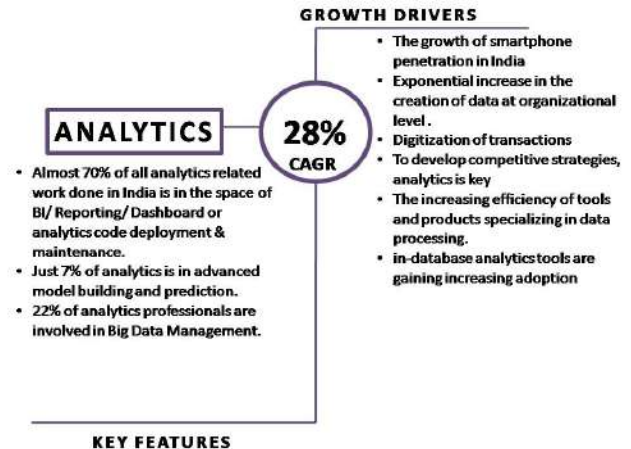 GROWTH DRIVERS
• The growth of smartphone
penetration in India
• Exponential increase in the
creation of data at organizational
level .
• Digitization of transactions
• To develop competitive strategies,
analytics is key
• The increasing efficiency of tools
and products specializing in data
processing.
• in-database analytics tools are
gaining increasing adoption
28%
CAGR
ANALYTICS
• Almost 70% of all analytics related
work done in India is in the space of
BI/ Reporting/ Dashboard or
analytics code deployment &
maintenance.
• Just 7% of analytics is in advanced
model building and prediction.
• 22% of analytics professionals are
involved in Big Data Management.
KEY FEATURES